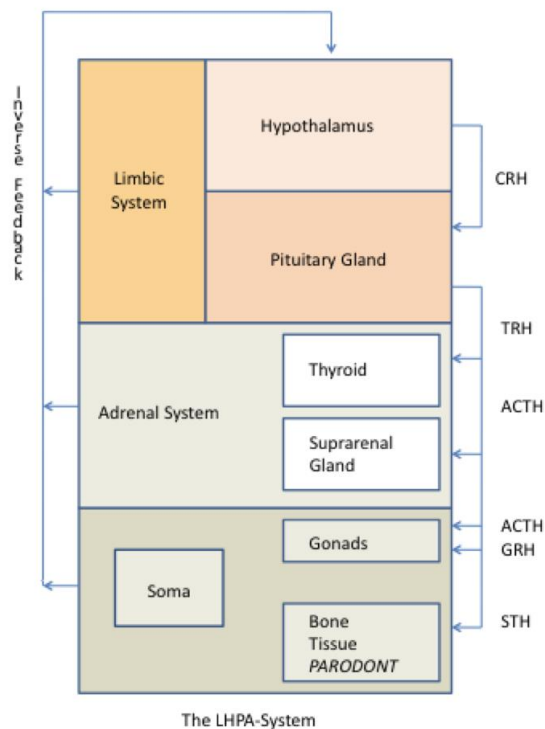 Inverse Feedback
Hypothalamus
Limbic
System
CRH
Pituitary Gland
TRH
Thyroid
Adrenal System
ACTH
Suprarenal
Gland
ACTH
Gonads
GRH
Soma
Bone
Tissue
PARODONT
STH
The LHPA-System